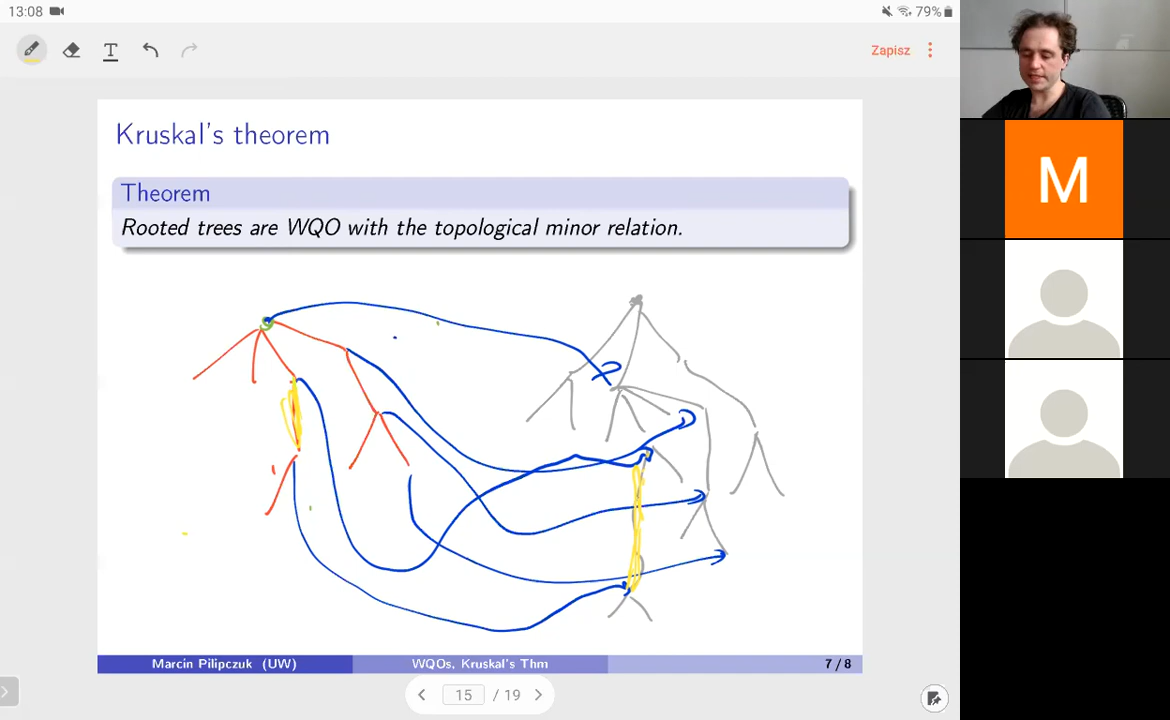 13:08
79%
T
Zapisz
Kruskal's theorem
Theorem
Rooted trees are WQO with the topological minor relation.
Marcin Pilipczuk (UW)
WQOs, Kruskal's Thm
7 / 8
15 / 19
M